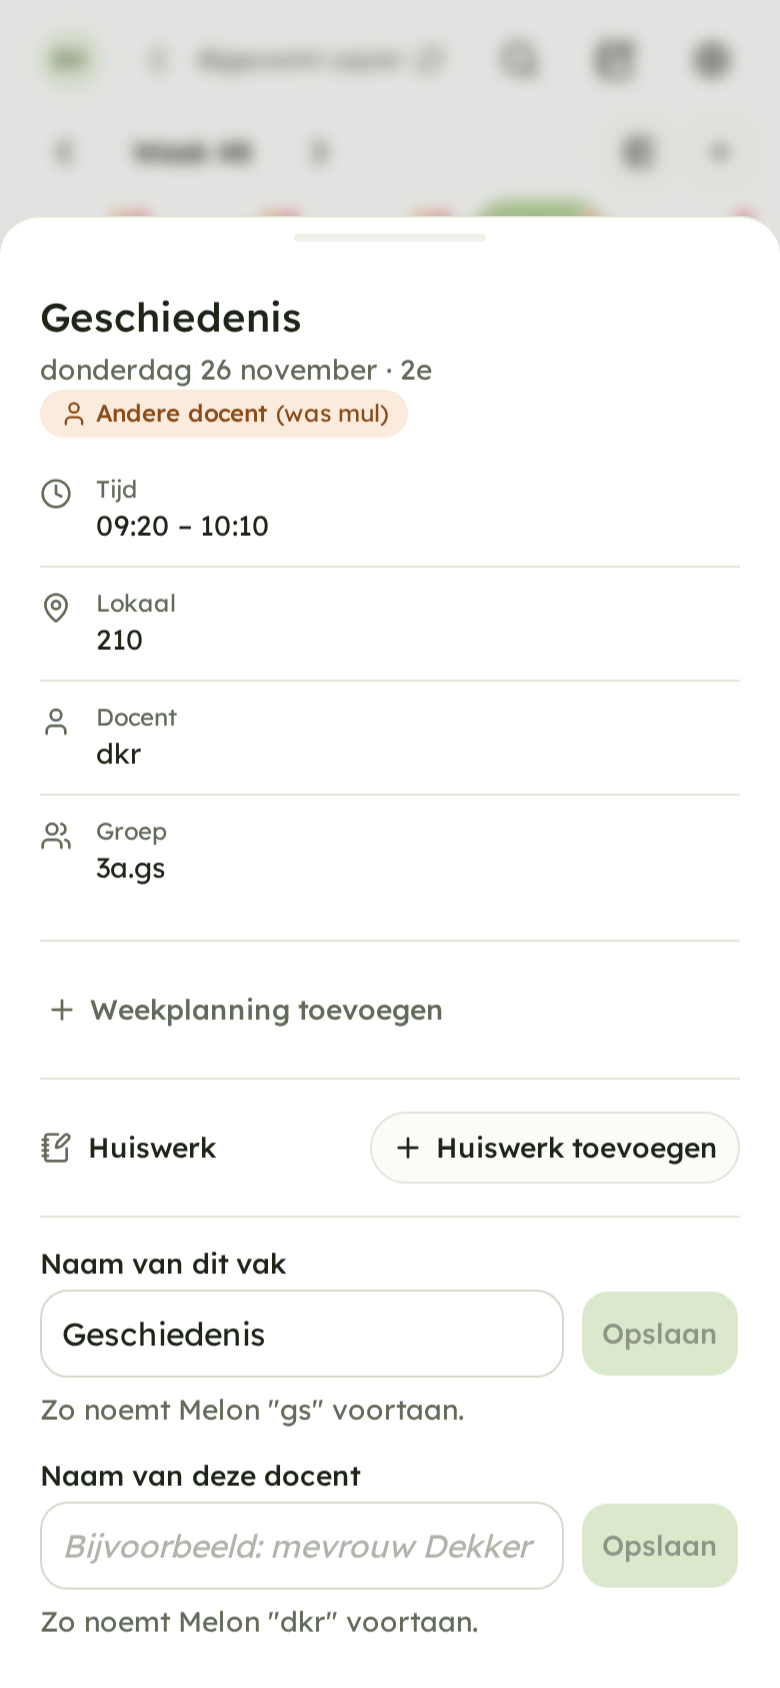 Week 48
Geschiedenis
donderdag 26 november · 2e
Andere docent (was mul)
Tijd
09:20 – 10:10
Lokaal
210
Docent
dkr
Groep
3a.gs
Weekplanning toevoegen
Huiswerk
Huiswerk toevoegen
Naam van dit vak
Geschiedenis
Opslaan
Zo noemt Melon "gs" voortaan.
Naam van deze docent
Bijvoorbeeld: mevrouw Dekker
Opslaan
Zo noemt Melon "dkr" voortaan.